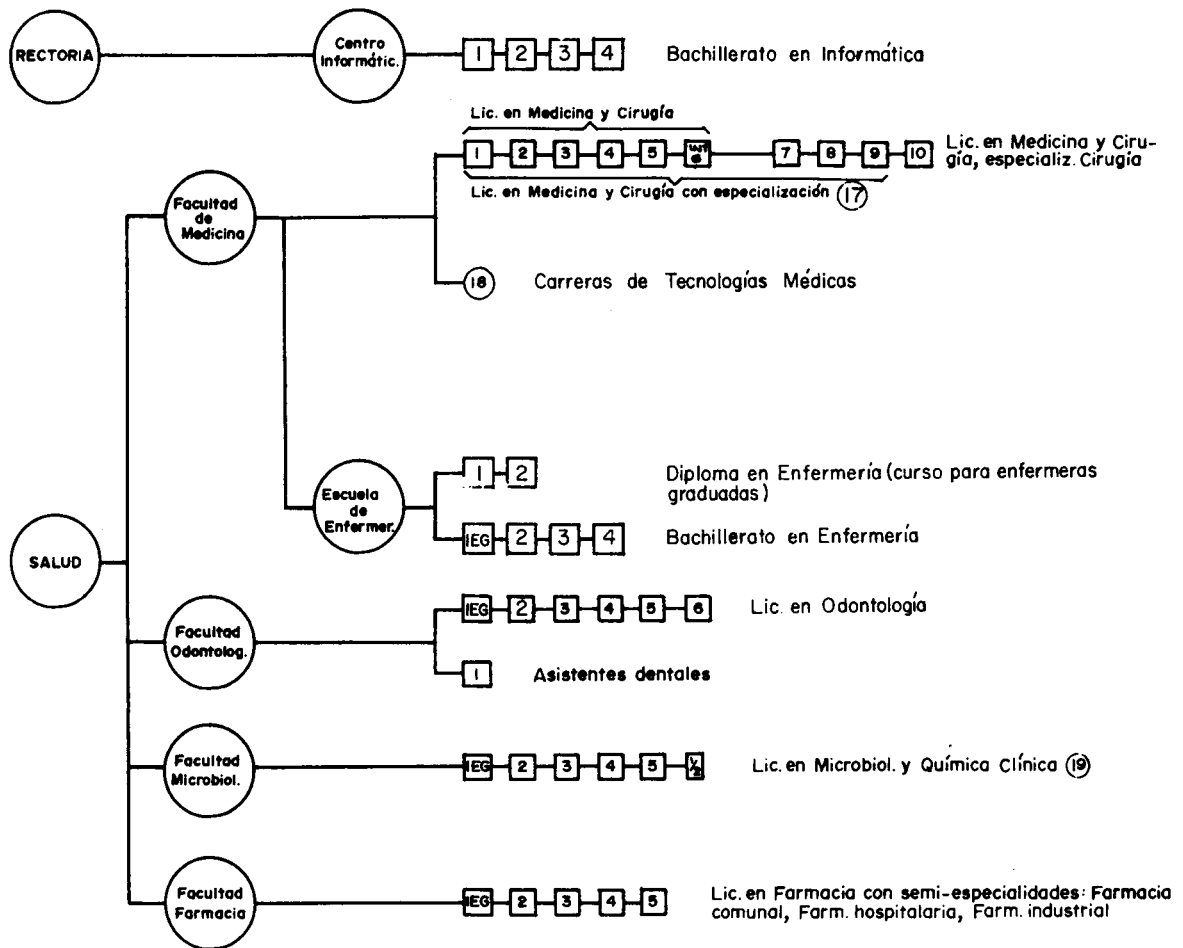 RECTORIA
Centro
Informátic.
1 2 3 4
Bachillerato en Informática
Lic. en Medicina y Cirugía
1 2 3 4 5 INT 6 7 8 9 10
Lic. en Medicina y Ciru-
gía, especializ. Cirugía
Lic. en Medicina y Cirugía con especialización 17
Facultad
de
Medicina
18 Carreras de Tecnologías Médicas
1 2
Diploma en Enfermería (curso para enfermeras
graduadas)
Escuela
de
Enfermer.
IEG 2 3 4
Bachillerato en Enfermería
SALUD
IEG 2 3 4 5 6
Lic. en Odontología
Facultad
Odontolog.
1 Asistentes dentales
Facultad
Microbiol.
IEG 2 3 4 5 1/2
Lic. en Microbiol. y Química Clínica 19
Facultad
Farmacia
IEG 2 3 4 5
Lic. en Farmacia con semi-especialidades: Farmacia
comunal, Farm. hospitalaria, Farm. industrial